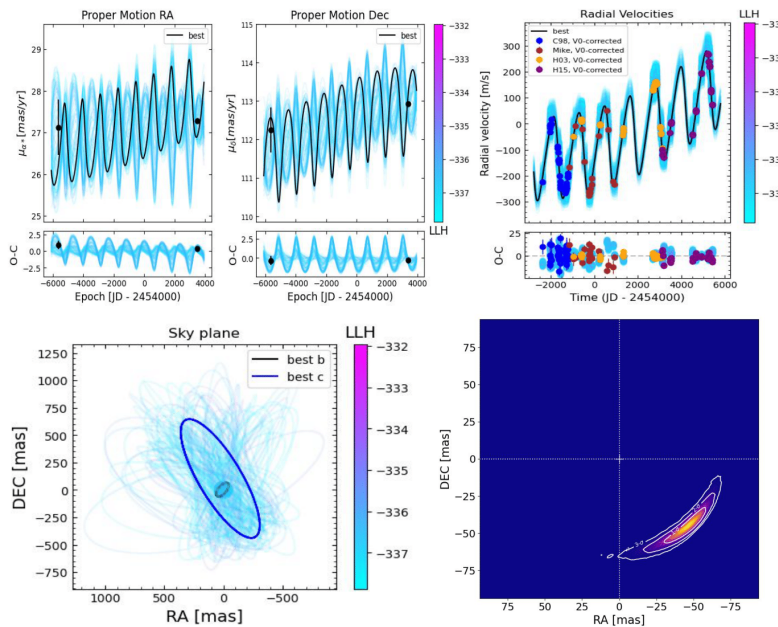 Proper Motion RA
Proper Motion Dec
Radial Velocities
LLH
best
best
best
C98, V0-corrected
Mike, V0-corrected
H03, V0-corrected
H15, V0-corrected
μα* [mas/yr]
29
28
27
26
25
μδ[mas/yr]
114
113
112
111
110
−332
−333
−334
−335
−336
−337
LLH
Radial velocity [m/s]
300
200
100
0
−100
−200
−300
−332
−333
−334
−335
−336
−337
O-C
2.5
0.0
−2.5
−6000 −4000 −2000 0 2000 4000
Epoch [JD - 2454000]
O-C
2.5
0.0
−2.5
−6000 −4000 −2000 0 2000 4000
Epoch [JD - 2454000]
O-C
25
0
−25
−2000 0 2000 4000 6000
Time (JD - 2454000)
Sky plane
LLH
best b
best c
DEC [mas]
1250
1000
750
500
250
0
−250
−500
−750
1000 500 0 −500
RA [mas]
−332
−333
−334
−335
−336
−337
DEC [mas]
75
50
25
0
−25
−50
−75
75 50 25 0 −25 −50 −75
RA [mas]